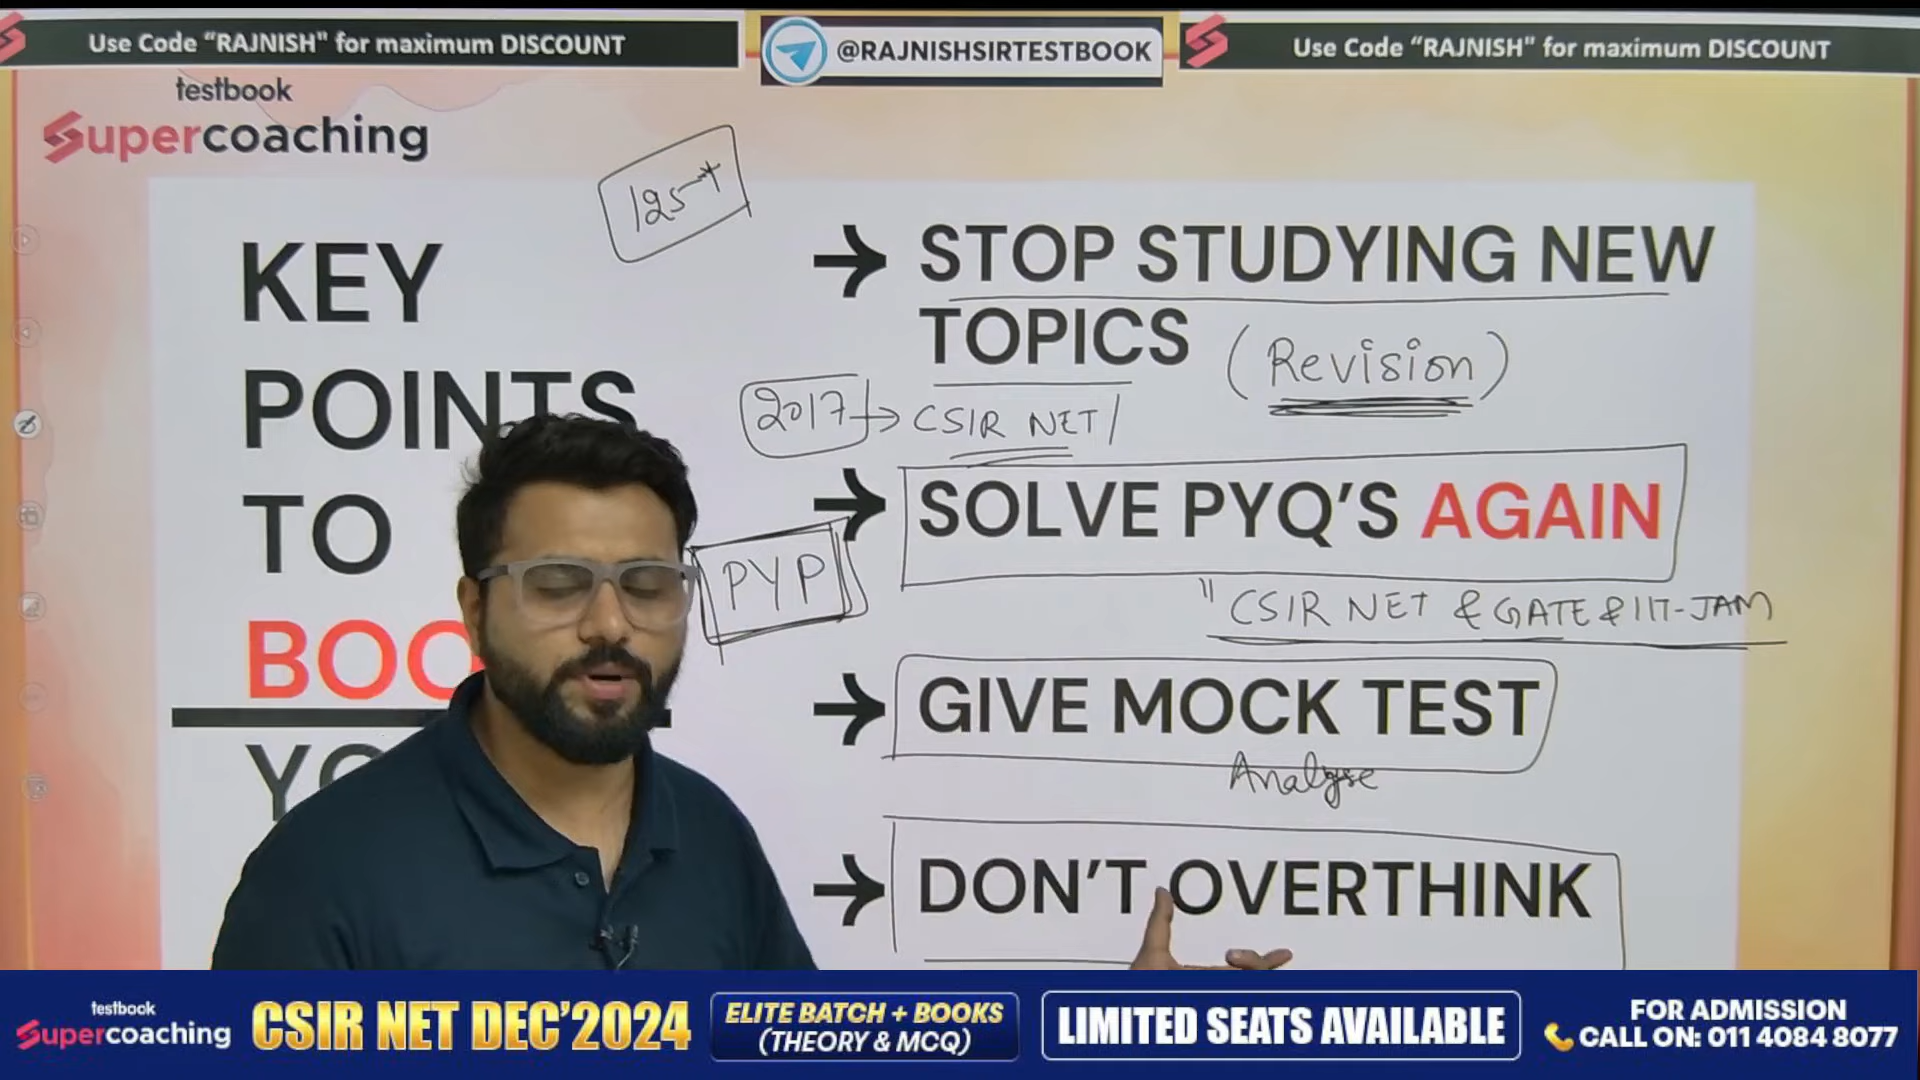 Use Code “RAJNISH" for maximum DISCOUNT
@RAJNISHSIRTESTBOOK
Use Code “RAJNISH" for maximum DISCOUNT
testbook
Supercoaching
KEY
POINTS
TO
BOO
YO
→ STOP STUDYING NEW
TOPICS
(Revision)
2017 → CSIR NET/
→ SOLVE PYQ’S AGAIN
PYP
" CSIR NET & GATE & IIT-JAM
→ GIVE MOCK TEST
Analyse
→ DON’T OVERTHINK
testbook
Supercoaching
CSIR NET DEC’2024
ELITE BATCH + BOOKS
(THEORY & MCQ)
LIMITED SEATS AVAILABLE
FOR ADMISSION
CALL ON: 011 4084 8077